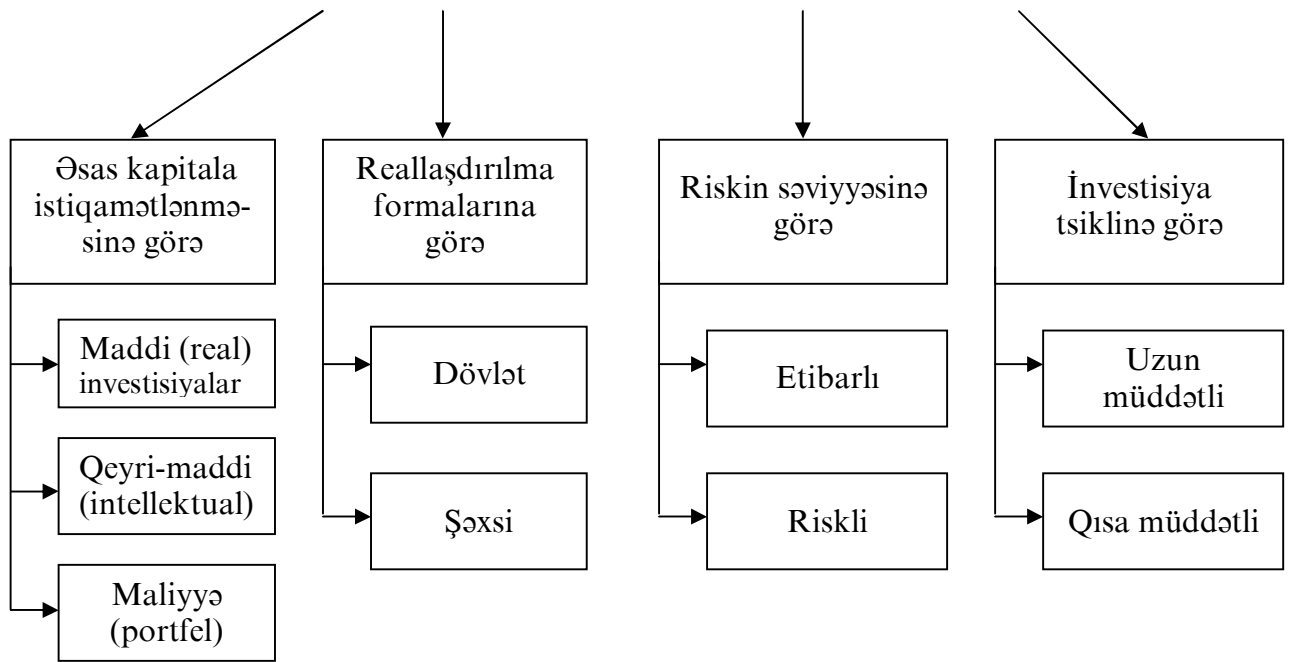 Əsas kapitala
istiqamətlənmə-
sinə görə
Maddi (real)
investisiyalar
Qeyri-maddi
(intellektual)
Maliyyə
(portfel)
Reallaşdırılma
formalarına
görə
Dövlət
Şəxsi
Riskin səviyyəsinə
görə
Etibarlı
Riskli
İnvestisiya
tsiklinə görə
Uzun
müddətli
Qısa müddətli